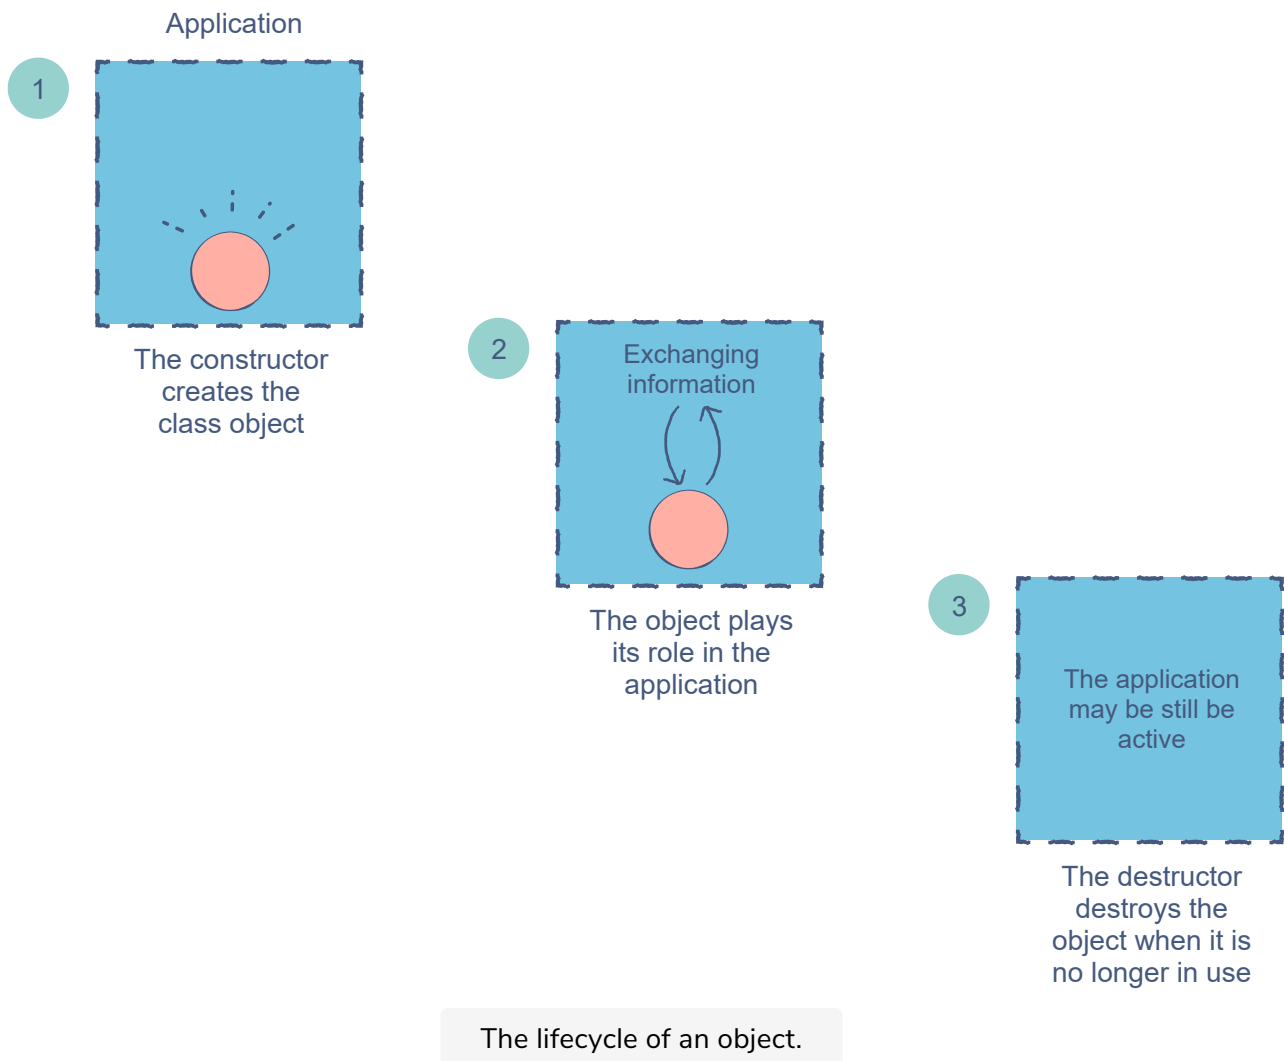 Application
1
The constructor
creates the
class object
2
Exchanging
information
The object plays
its role in the
application
3
The application
may be still be
active
The destructor
destroys the
object when it is
no longer in use
The lifecycle of an object.